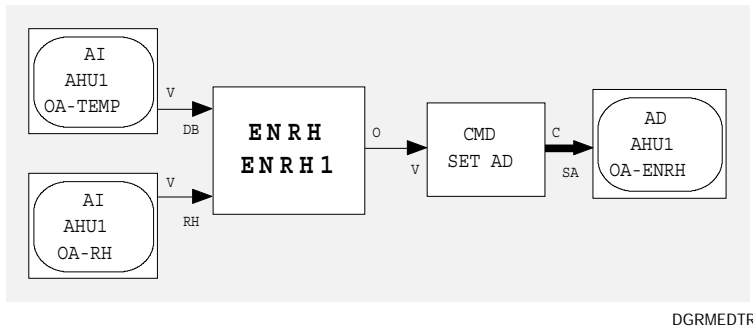 AI
AHU1
OA-TEMP
V
DB
AI
AHU1
OA-RH
V
RH
ENRH
ENRH1
O
V
CMD
SET AD
C
SA
AD
AHU1
OA-ENRH
DGRMEDTR